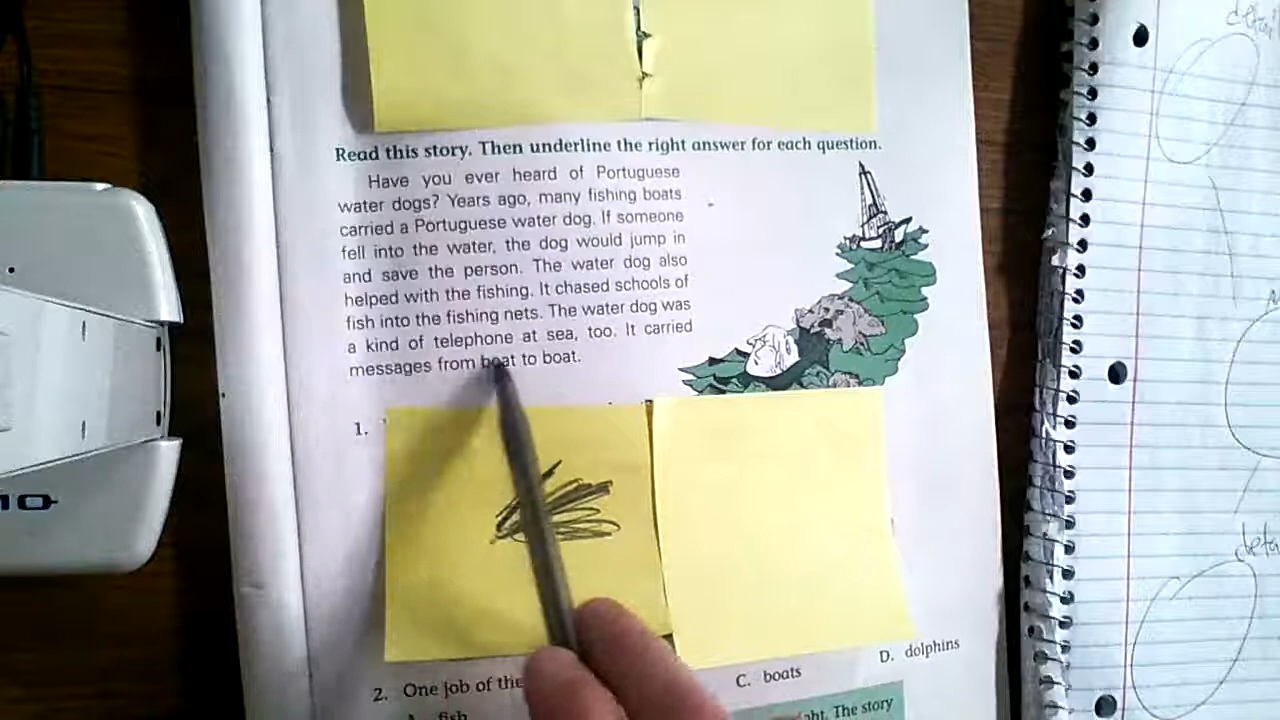 Read this story. Then underline the right answer for each question.
Have you ever heard of Portuguese
water dogs? Years ago, many fishing boats
carried a Portuguese water dog. If someone
fell into the water, the dog would jump in
and save the person. The water dog also
helped with the fishing. It chased schools of
fish into the fishing nets. The water dog was
a kind of telephone at sea, too. It carried
messages from boat to boat.
1.
2. One job of the
A. fish
C. boats
D. dolphins
The story